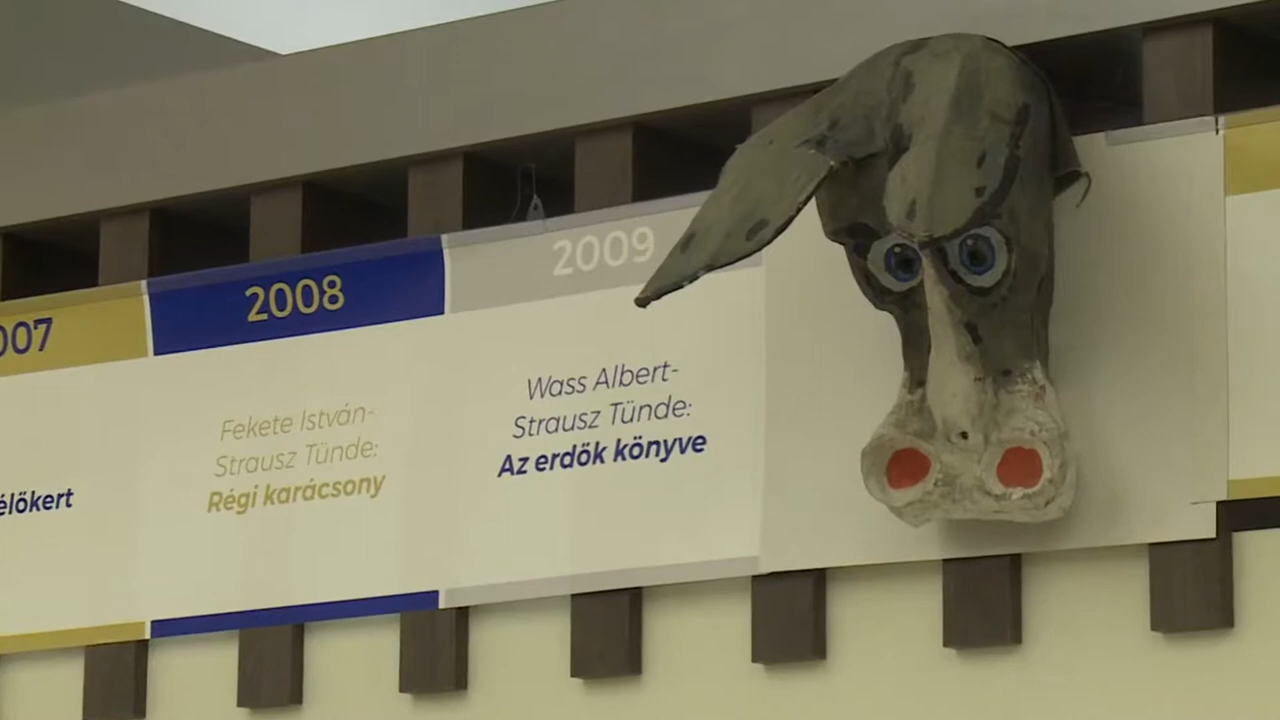 007
élőkert
2008
Fekete István-
Strausz Tünde:
Régi karácsony
2009
Wass Albert-
Strausz Tünde:
Az erdők könyve